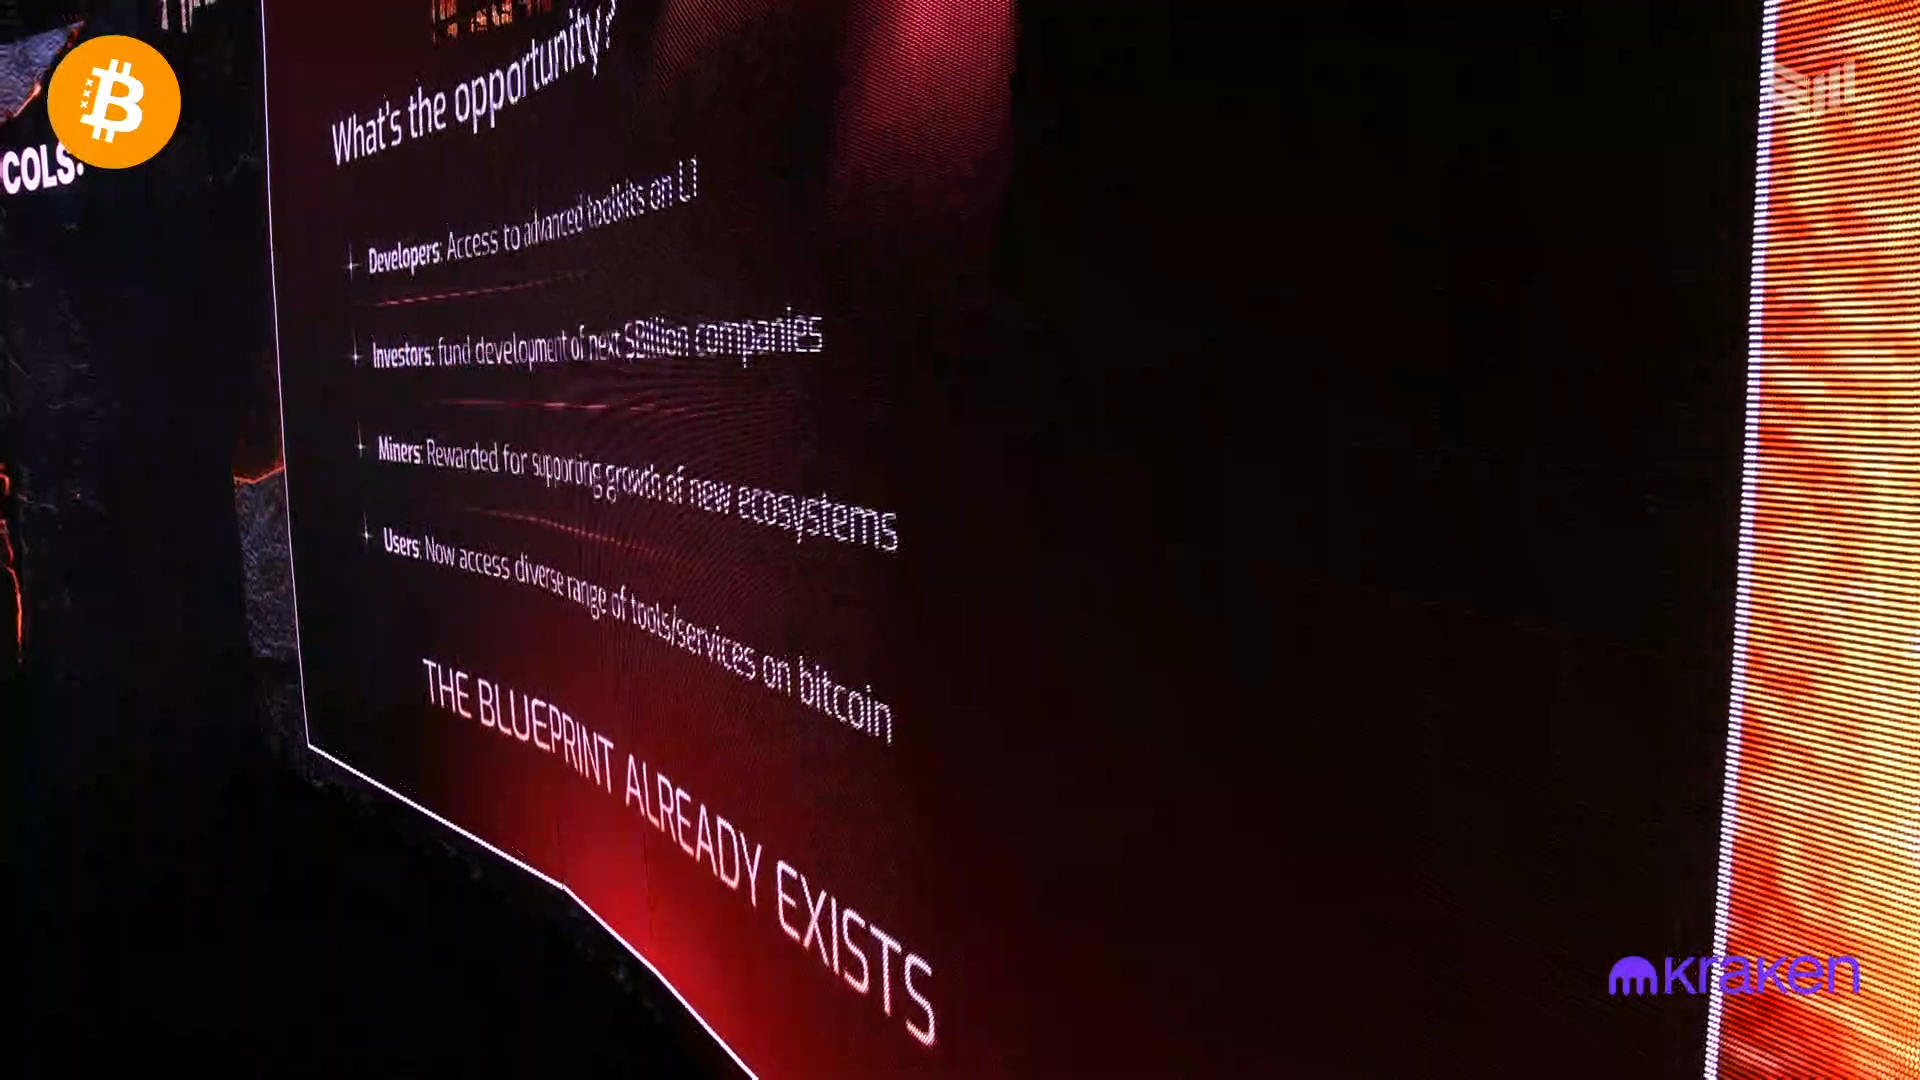 COLS.
What's the opportunity?
Developers: Access to advanced toolkits on L1
Investors: fund development of next $Billion companies
Miners: Rewarded for supporting growth of new ecosystems
Users: Now access diverse range of tools/services on bitcoin
THE BLUEPRINT ALREADY EXISTS
kraken